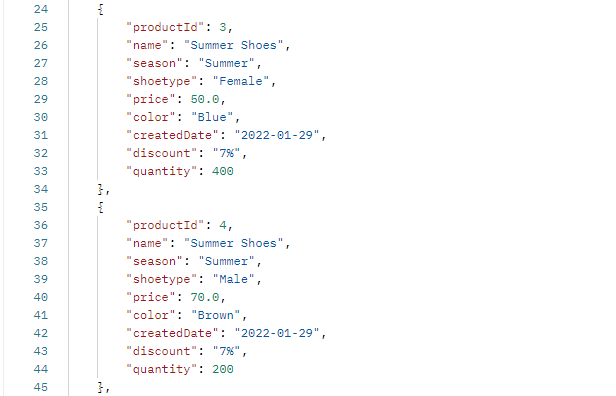 24 {
25 "productId": 3,
26 "name": "Summer Shoes",
27 "season": "Summer",
28 "shoetype": "Female",
29 "price": 50.0,
30 "color": "Blue",
31 "createdDate": "2022-01-29",
32 "discount": "7%",
33 "quantity": 400
34 },
35 {
36 "productId": 4,
37 "name": "Summer Shoes",
38 "season": "Summer",
39 "shoetype": "Male",
40 "price": 70.0,
41 "color": "Brown",
42 "createdDate": "2022-01-29",
43 "discount": "7%",
44 "quantity": 200
45 },